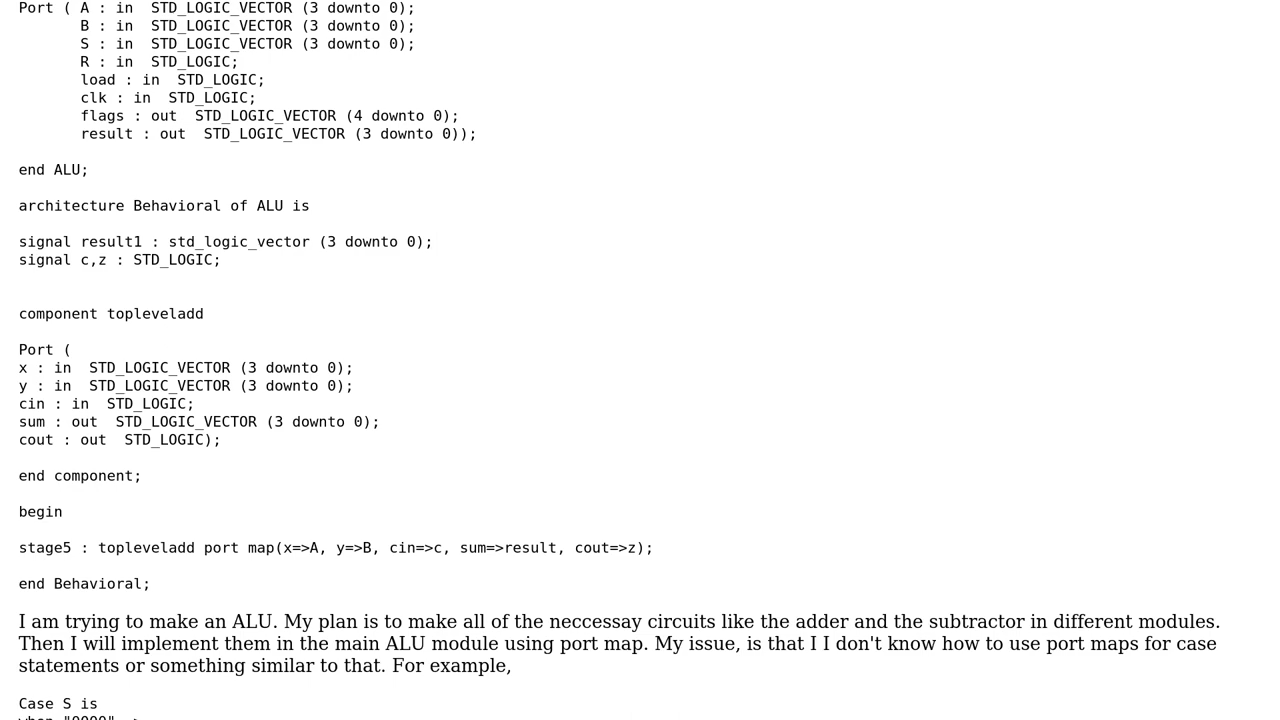 Port ( A : in  STD_LOGIC_VECTOR (3 downto 0);
       B : in  STD_LOGIC_VECTOR (3 downto 0);
       S : in  STD_LOGIC_VECTOR (3 downto 0);
       R : in  STD_LOGIC;
       load : in  STD_LOGIC;
       clk : in  STD_LOGIC;
       flags : out  STD_LOGIC_VECTOR (4 downto 0);
       result : out  STD_LOGIC_VECTOR (3 downto 0));
end ALU;
architecture Behavioral of ALU is
signal result1 : std_logic_vector (3 downto 0);
signal c,z : STD_LOGIC;
component topleveladd
Port (
x : in  STD_LOGIC_VECTOR (3 downto 0);
y : in  STD_LOGIC_VECTOR (3 downto 0);
cin : in  STD_LOGIC;
sum : out  STD_LOGIC_VECTOR (3 downto 0);
cout : out  STD_LOGIC);
end component;
begin
stage5 : topleveladd port map(x=>A, y=>B, cin=>c, sum=>result, cout=>z);
end Behavioral;
I am trying to make an ALU. My plan is to make all of the neccessay circuits like the adder and the subtractor in different modules.
Then I will implement them in the main ALU module using port map. My issue, is that I I don't know how to use port maps for case
statements or something similar to that. For example,
Case S is
when "0000" =>